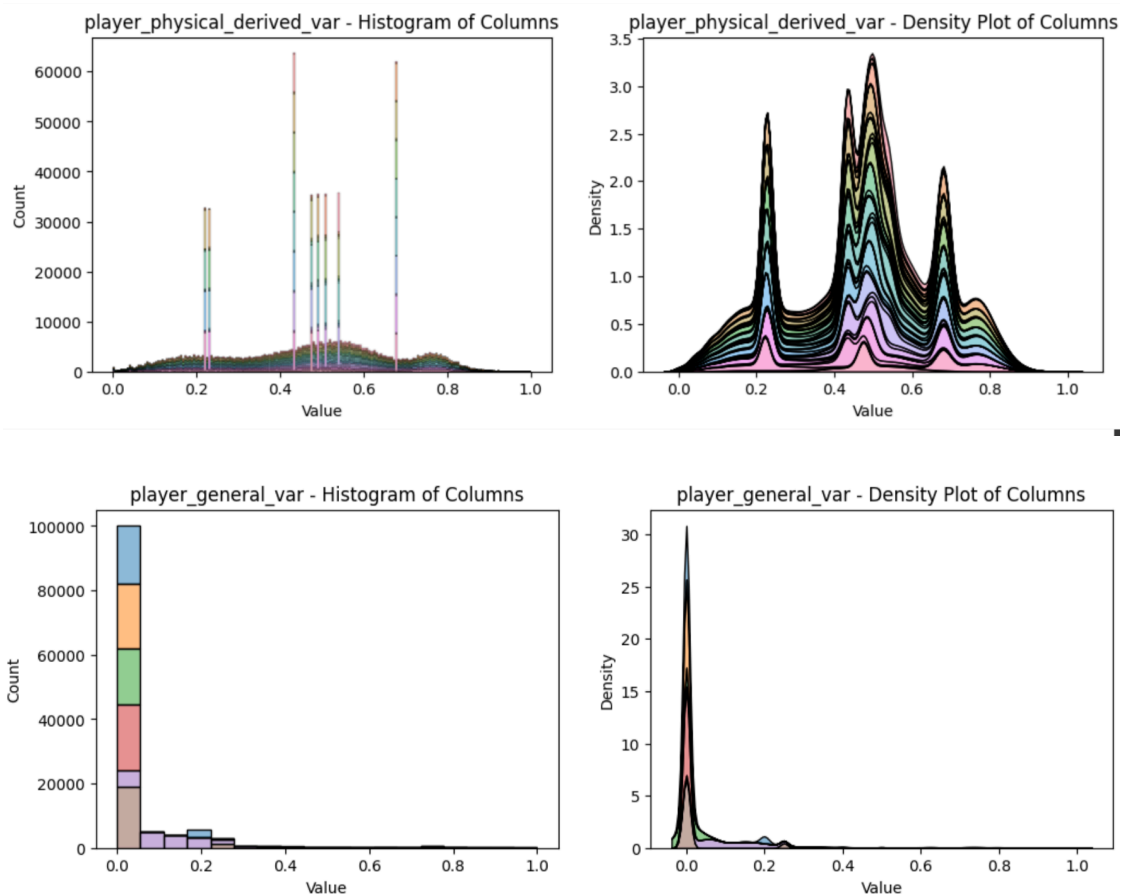 player_physical_derived_var - Histogram of Columns
60000
50000
40000
30000
20000
10000
0
Count
0.0 0.2 0.4 0.6 0.8 1.0
Value
player_physical_derived_var - Density Plot of Columns
3.5
3.0
2.5
2.0
1.5
1.0
0.5
0.0
Density
0.0 0.2 0.4 0.6 0.8 1.0
Value
player_general_var - Histogram of Columns
100000
80000
60000
40000
20000
0
Count
0.0 0.2 0.4 0.6 0.8 1.0
Value
player_general_var - Density Plot of Columns
30
25
20
15
10
5
0
Density
0.0 0.2 0.4 0.6 0.8 1.0
Value